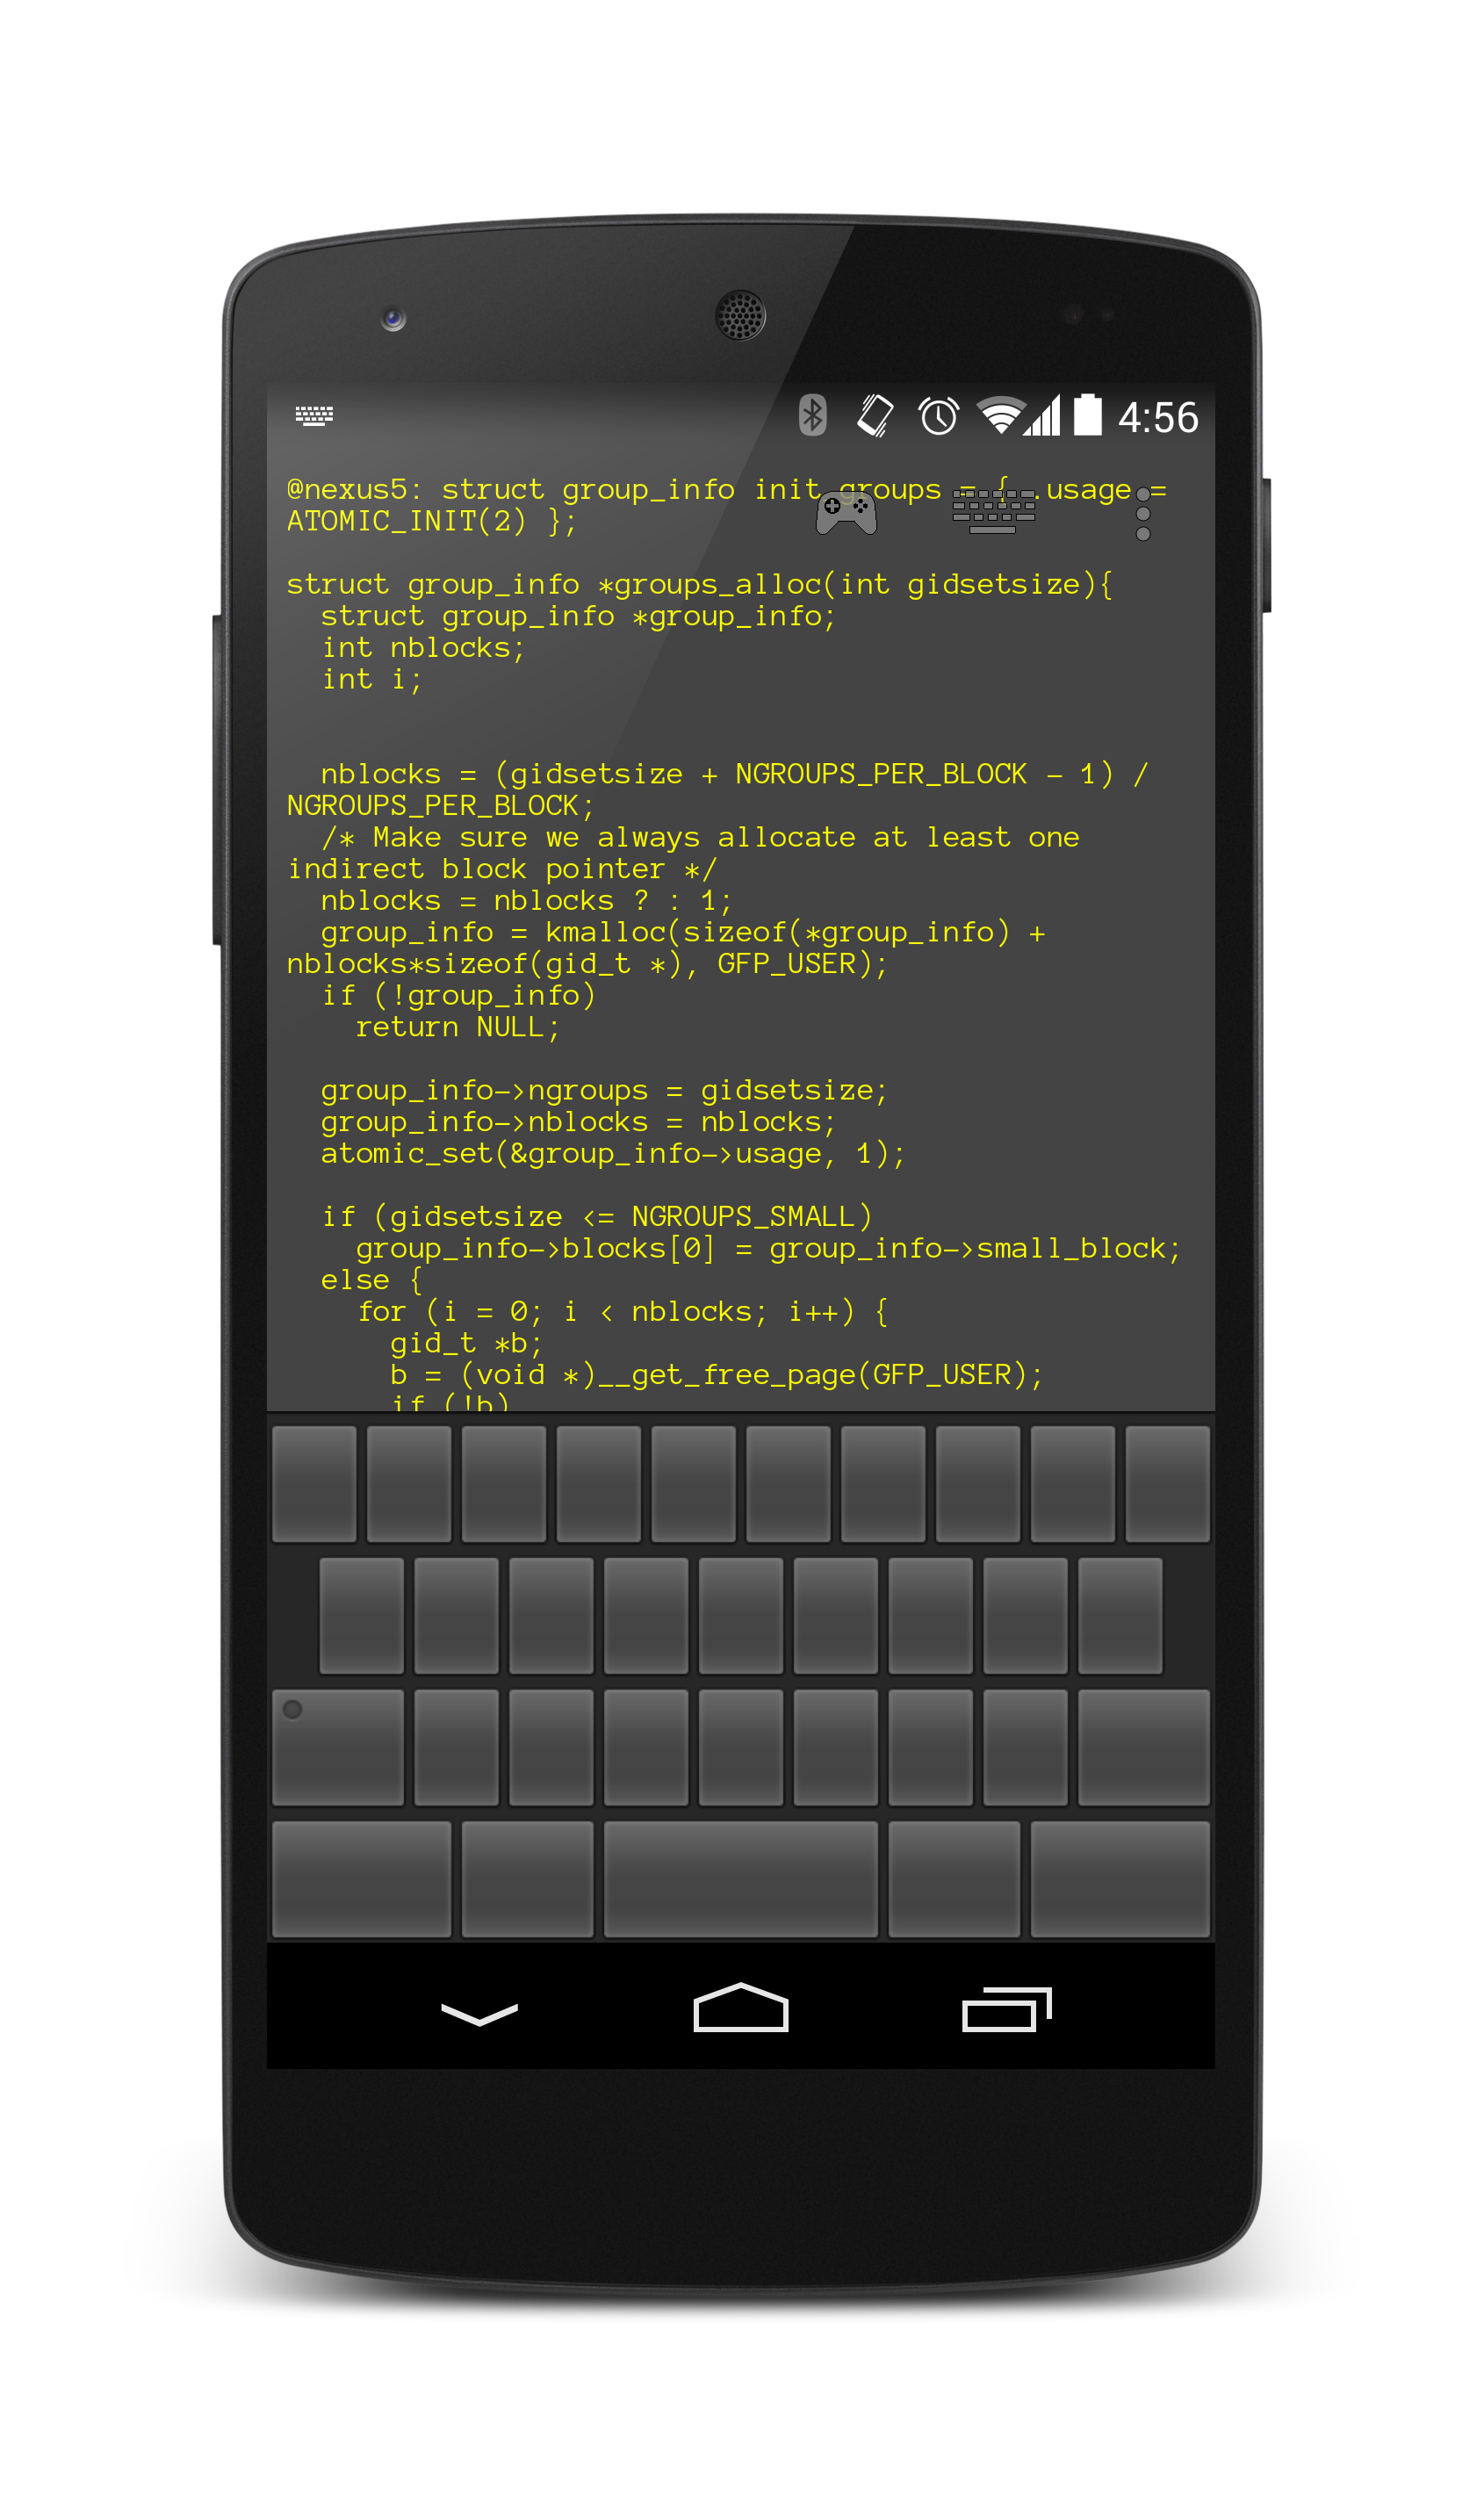 4:56
@nexus5: struct group_info init_groups = { .usage =
ATOMIC_INIT(2) };
struct group_info *groups_alloc(int gidsetsize){
  struct group_info *group_info;
  int nblocks;
  int i;
  nblocks = (gidsetsize + NGROUPS_PER_BLOCK - 1) /
NGROUPS_PER_BLOCK;
  /* Make sure we always allocate at least one
indirect block pointer */
  nblocks = nblocks ? : 1;
  group_info = kmalloc(sizeof(*group_info) +
nblocks*sizeof(gid_t *), GFP_USER);
  if (!group_info)
    return NULL;
  group_info->ngroups = gidsetsize;
  group_info->nblocks = nblocks;
  atomic_set(&group_info->usage, 1);
  if (gidsetsize <= NGROUPS_SMALL)
    group_info->blocks[0] = group_info->small_block;
  else {
    for (i = 0; i < nblocks; i++) {
      gid_t *b;
      b = (void *)__get_free_page(GFP_USER);
      if (!b)